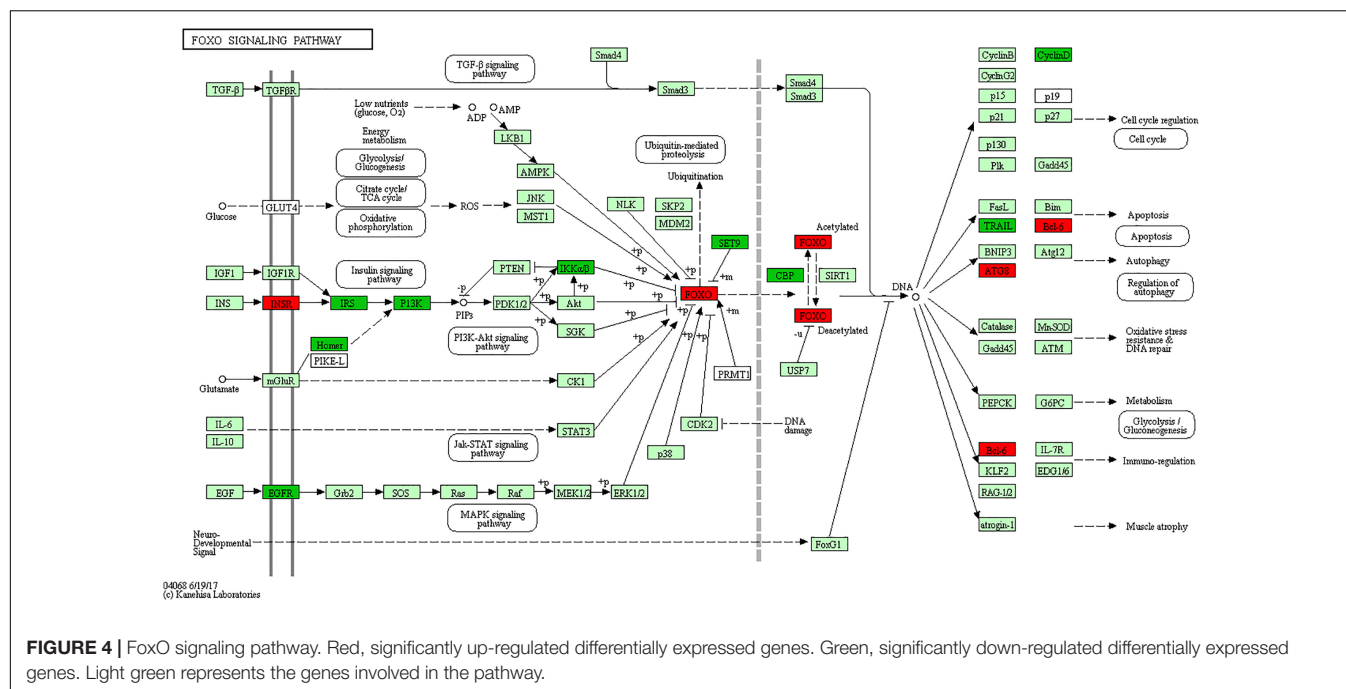 FOXO SIGNALING PATHWAY
TGF-β signaling
pathway
Smad4
TGF-β
TGFβR
Smad3
Smad4
Smad3
Low nutrients
(glucose, O2)
ADP
AMP
Energy
metabolism
LKB1
Glycolysis/
Glucogenesis
AMPK
Citrate cycle/
TCA cycle
Oxidative
phosphorylation
Glucose
GLUT4
ROS
JNK
MST1
Ubiquitin-mediated
proteolysis
Ubiquitination
NLK
SKP2
MDM2
SET9
Acetylated
FOXO
CBP
SIRT1
FOXO
Deacetylated
-u
USP7
IGF1
IGF1R
Insulin signaling
pathway
PTEN
IKKα/β
+p
+p
+p
+p
+m
INS
INSR
IRS
PI3K
-p
PIP3
PDK1/2
+p
+p
+p
+p
Akt
+p
FOXO
DNA
SGK
+p
+p
+m
PI3K-Akt signaling
pathway
Homer
PIKE-L
+p
+p
+p
+p
PRMT1
Glutamate
mGluR
CK1
IL-6
IL-10
STAT3
Jak-STAT signaling
pathway
CDK2
DNA
damage
p38
EGF
EGFR
Grb2
SOS
Ras
Raf
+p
MEK1/2
+p
ERK1/2
MAPK signaling
pathway
Neuro-
Developmental
Signal
FoxG1
CyclinB
CyclinD
CyclinG2
p15
p19
p21
p27
Cell cycle regulation
Cell cycle
p130
Plk
Gadd45
FasL
Bim
Apoptosis
TRAIL
Bcl-6
Apoptosis
BNIP3
Atg12
Autophagy
ATG8
Regulation of
autophagy
Catalase
MnSOD
Oxidative stress
resistance &
DNA repair
Gadd45
ATM
PEPCK
G6PC
Metabolism
Glycolysis /
Gluconeogenesis
Bcl-6
IL-7R
Immuno-regulation
KLF2
EDG1/6
RAG-1/2
atrogin-1
Muscle atrophy
04068 6/19/17
(c) Kanehisa Laboratories
FIGURE 4 | FoxO signaling pathway. Red, significantly up-regulated differentially expressed genes. Green, significantly down-regulated differentially expressed
genes. Light green represents the genes involved in the pathway.